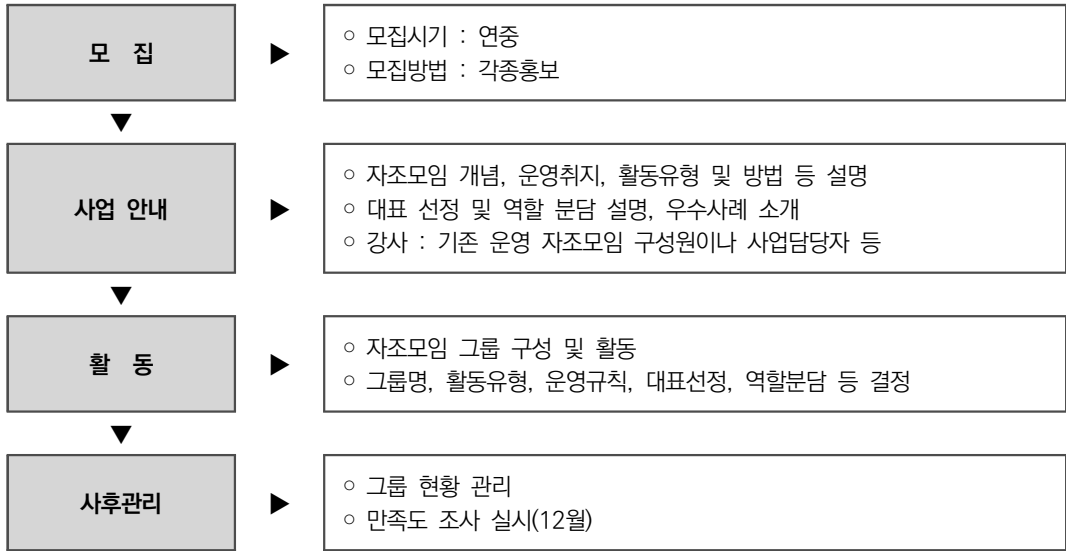 모 집
▶
○ 모집시기 : 연중
○ 모집방법 : 각종홍보
▼
사업 안내
▶
○ 자조모임 개념, 운영취지, 활동유형 및 방법 등 설명
○ 대표 선정 및 역할 분담 설명, 우수사례 소개
○ 강사 : 기존 운영 자조모임 구성원이나 사업담당자 등
▼
활 동
▶
○ 자조모임 그룹 구성 및 활동
○ 그룹명, 활동유형, 운영규칙, 대표선정, 역할분담 등 결정
▼
사후관리
▶
○ 그룹 현황 관리
○ 만족도 조사 실시(12월)